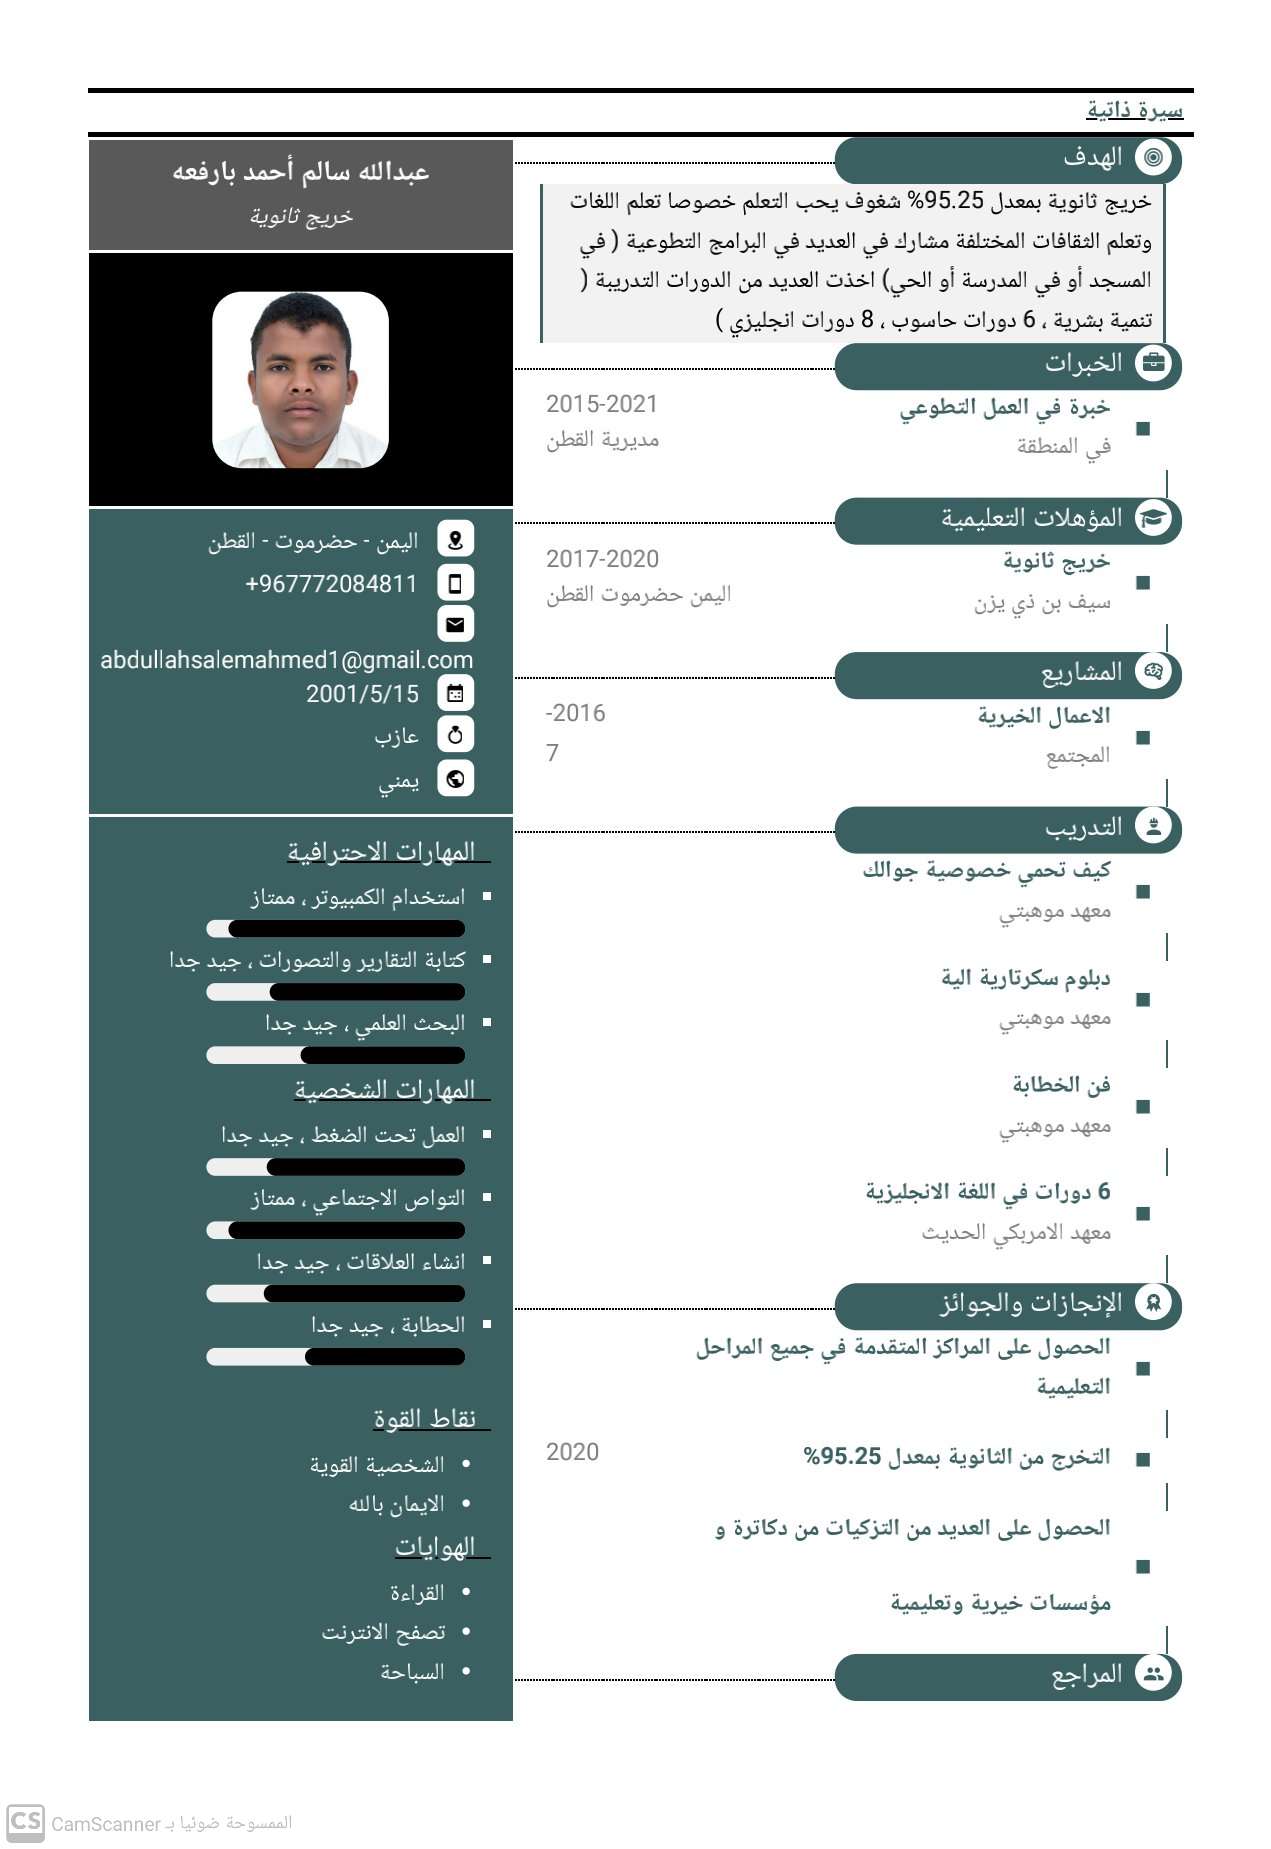 سيرة ذاتية
عبدالله سالم أحمد بارفعه
خريج ثانوية
اليمن - حضرموت - القطن
+967772084811
abdullahsalemahmed1@gmail.com
2001/5/15
عازب
يمني
المهارات الاحترافية
استخدام الكمبيوتر ، ممتاز
كتابة التقارير والتصورات ، جيد جدا
البحث العلمي ، جيد جدا
المهارات الشخصية
العمل تحت الضغط ، جيد جدا
التواص الاجتماعي ، ممتاز
انشاء العلاقات ، جيد جدا
الحطابة ، جيد جدا
نقاط القوة
الشخصية القوية
الايمان بالله
الهوايات
القراءة
تصفح الانترنت
السباحة
الهدف
خريج ثانوية بمعدل 95.25% شغوف يحب التعلم خصوصا تعلم اللغات
وتعلم الثقافات المختلفة مشارك في العديد في البرامج التطوعية ( في
المسجد أو في المدرسة أو الحي) اخذت العديد من الدورات التدريبة (
تنمية بشرية ، 6 دورات حاسوب ، 8 دورات انجليزي )
الخبرات
خبرة في العمل التطوعي
2015-2021
في المنطقة
مديرية القطن
المؤهلات التعليمية
خريج ثانوية
2017-2020
سيف بن ذي يزن
اليمن حضرموت القطن
المشاريع
الاعمال الخيرية
-2016
المجتمع
7
التدريب
كيف تحمي خصوصية جوالك
معهد موهبتي
دبلوم سكرتارية الية
معهد موهبتي
فن الخطابة
معهد موهبتي
6 دورات في اللغة الانجليزية
معهد الامربكي الحديث
الإنجازات والجوائز
الحصول على المراكز المتقدمة في جميع المراحل
التعليمية
التخرج من الثانوية بمعدل 95.25%
2020
الحصول على العديد من التزكيات من دكاترة و
مؤسسات خيرية وتعليمية
المراجع
CS الممسوحة ضوئيا بـ CamScanner